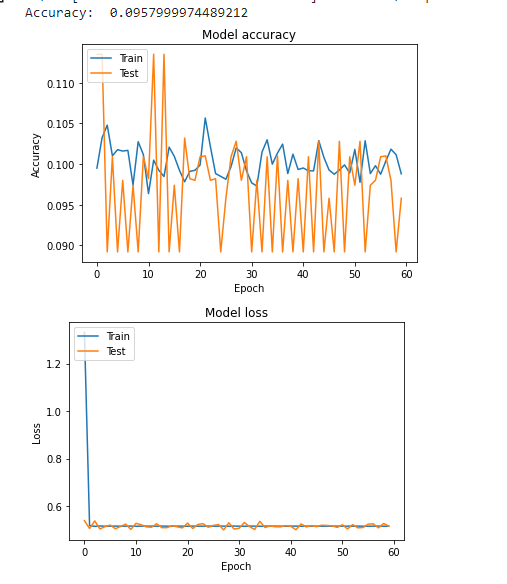 Accuracy: 0.0957999974489212
Model accuracy
Train
Test
0.110
0.105
0.100
0.095
0.090
Accuracy
0 10 20 30 40 50 60
Epoch
Model loss
Train
Test
1.2
1.0
0.8
0.6
Loss
0 10 20 30 40 50 60
Epoch